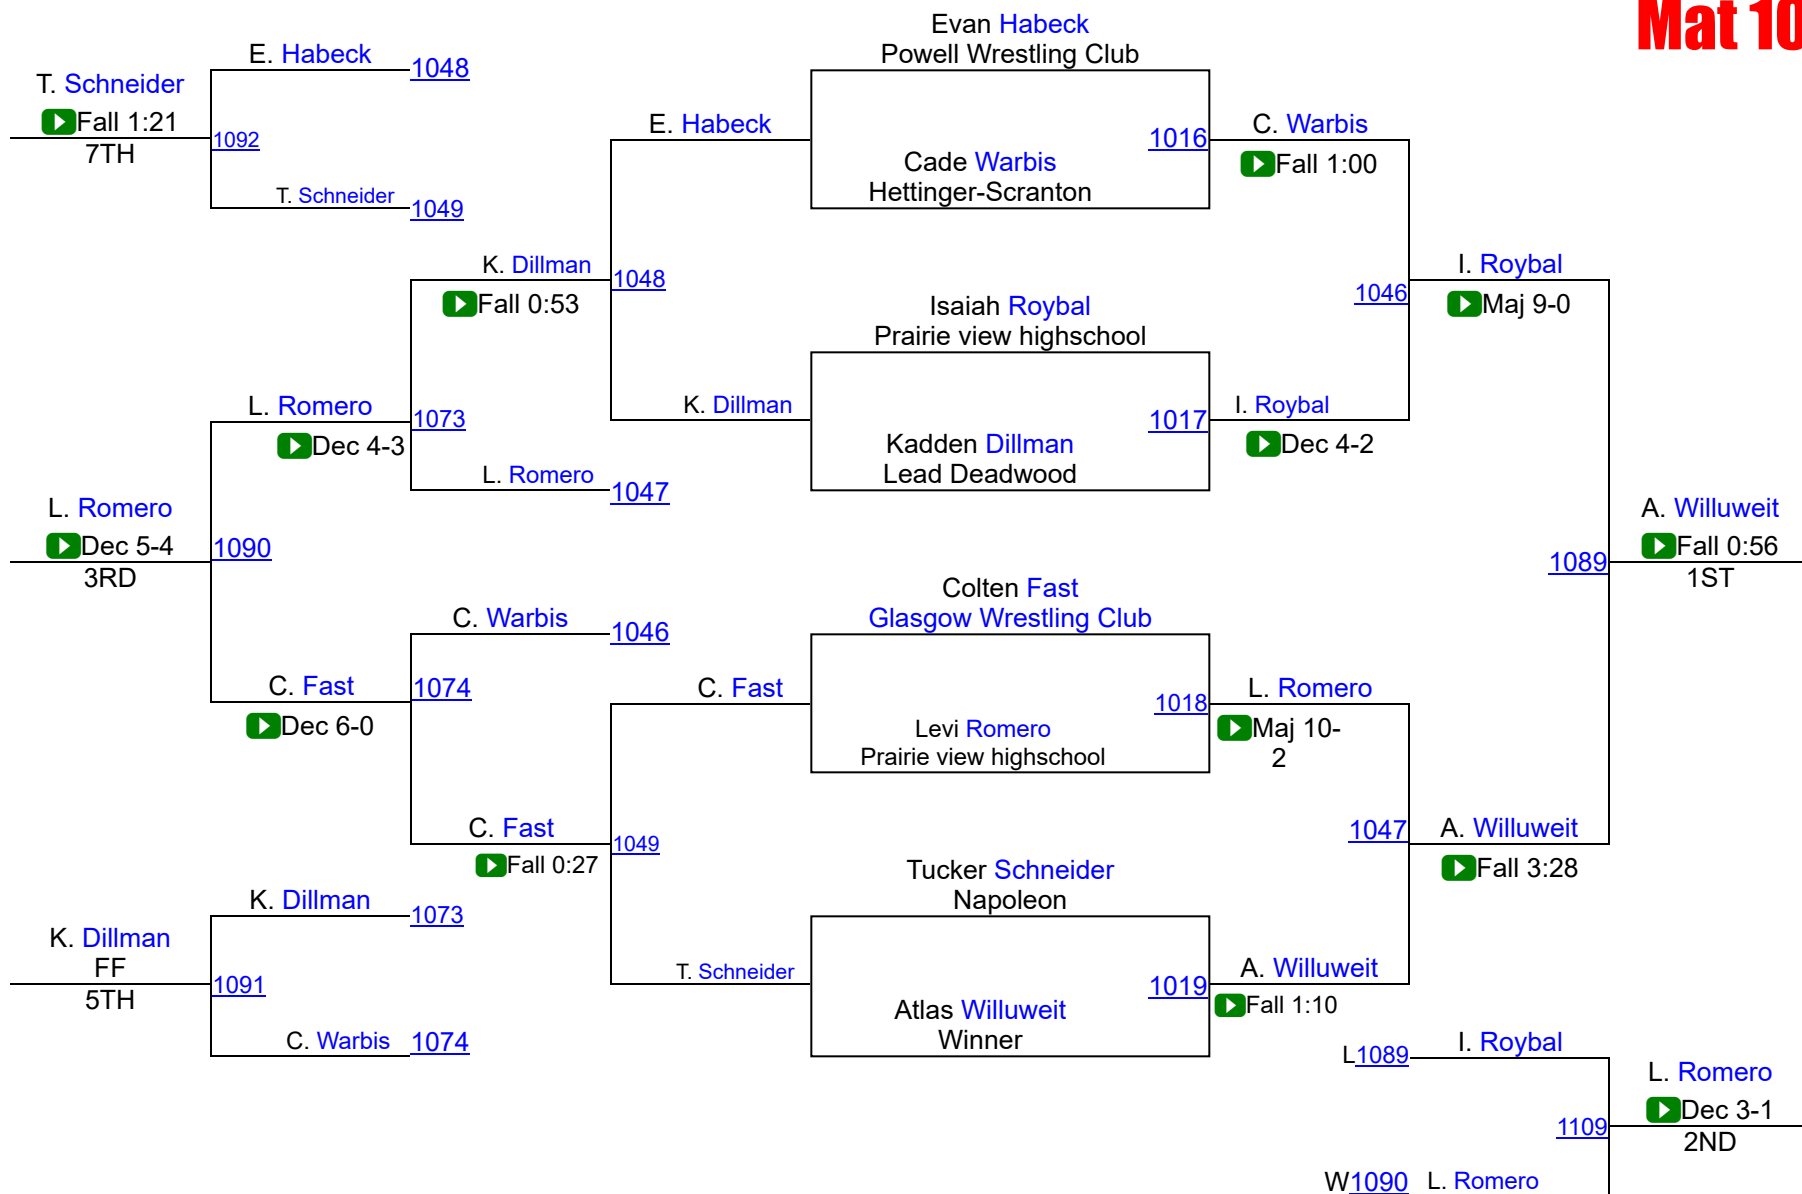 Mat 10
Evan Habeck
Powell Wrestling Club
E. Habeck
1048
T. Schneider
Fall 1:21
7TH
1092
T. Schneider
1049
E. Habeck
1016
Cade Warbis
Hettinger-Scranton
C. Warbis
Fall 1:00
K. Dillman
Fall 0:53
1048
Isaiah Roybal
Prairie view highschool
1046
I. Roybal
Maj 9-0
L. Romero
Dec 4-3
1073
K. Dillman
1017
Kadden Dillman
Lead Deadwood
I. Roybal
Dec 4-2
L. Romero
1047
L. Romero
Dec 5-4
3RD
1090
A. Willuweit
Fall 0:56
1ST
1089
Colten Fast
Glasgow Wrestling Club
C. Warbis
1046
C. Fast
Dec 6-0
1074
C. Fast
1018
Levi Romero
Prairie view highschool
L. Romero
Maj 10-
2
C. Fast
Fall 0:27
1049
1047
A. Willuweit
Fall 3:28
Tucker Schneider
Napoleon
K. Dillman
1073
K. Dillman
FF
5TH
1091
C. Warbis
1074
T. Schneider
1019
Atlas Willuweit
Winner
A. Willuweit
Fall 1:10
L1089
I. Roybal
L. Romero
Dec 3-1
2ND
1109
W1090
L. Romero